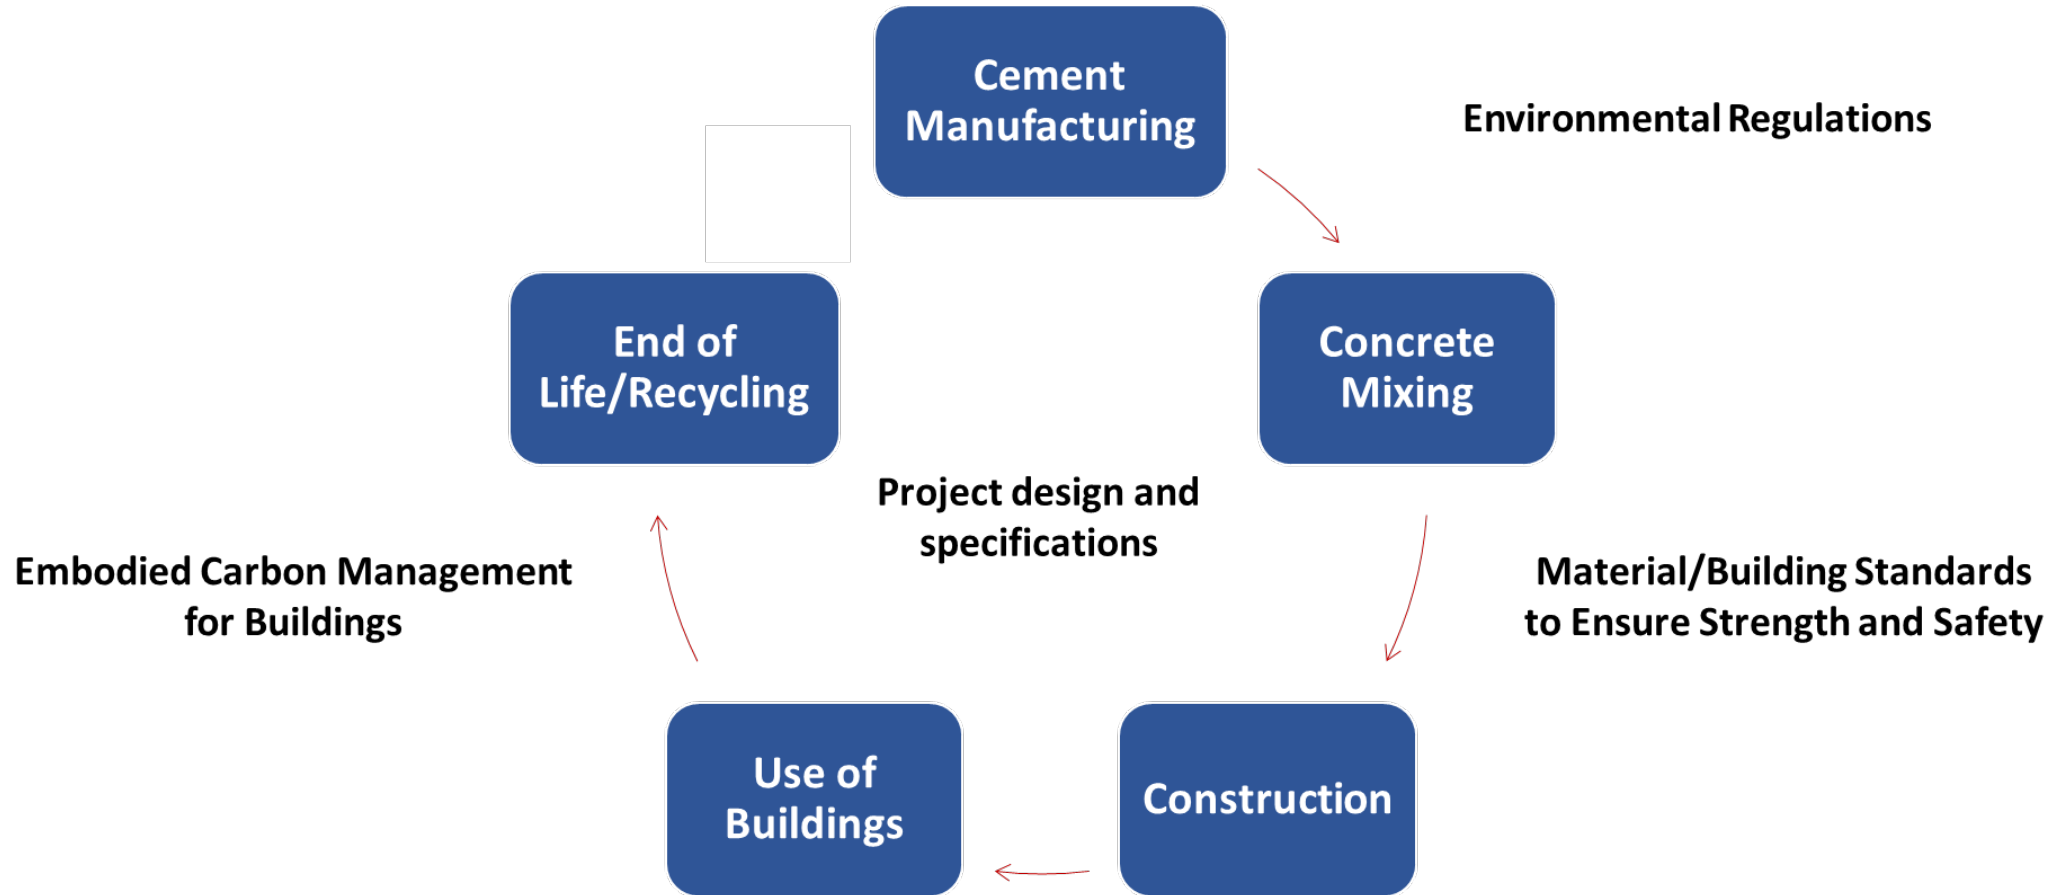 Cement
Manufacturing
Environmental Regulations
End of
Life/Recycling
Concrete
Mixing
Project design and
specifications
Embodied Carbon Management
for Buildings
Material/Building Standards
to Ensure Strength and Safety
Use of
Buildings
Construction